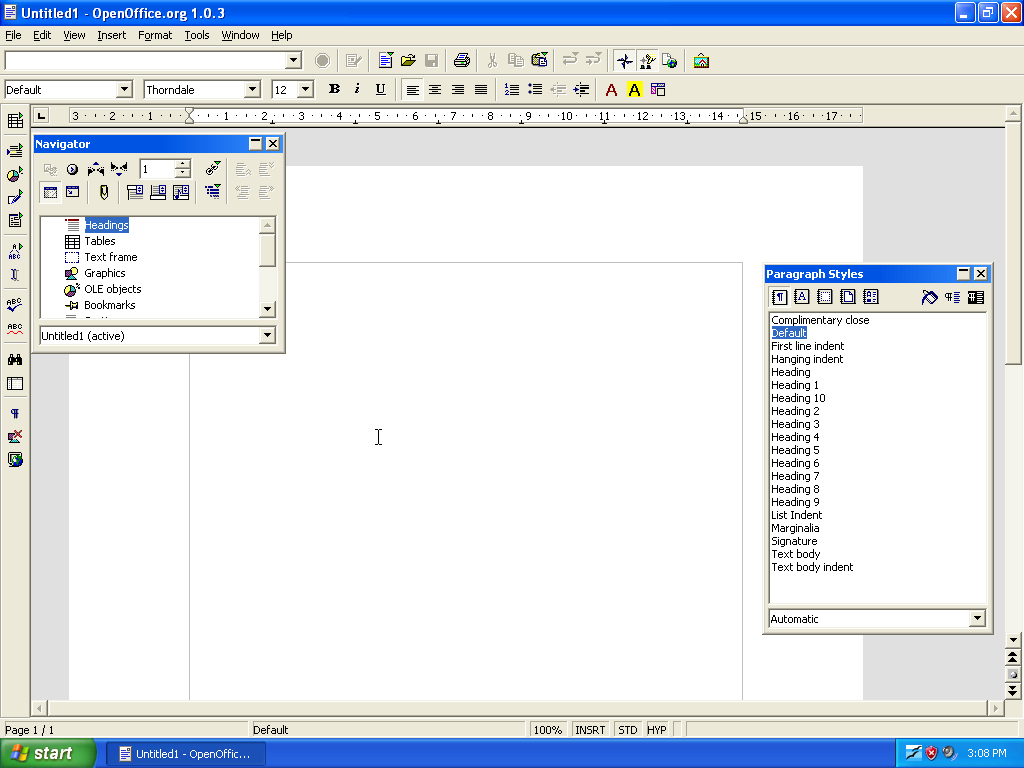 Untitled1 - OpenOffice.org 1.0.3
File Edit View Insert Format Tools Window Help
Default Thorndale 12 B i U A A
3 2 1 1 2 3 4 5 6 7 8 9 10 11 12 13 14 15 16 17
Navigator
1
Headings
Tables
Text frame
Graphics
OLE objects
Bookmarks
Untitled1 (active)
ABC
ABC
Paragraph Styles
Complimentary close
Default
First line indent
Hanging indent
Heading
Heading 1
Heading 10
Heading 2
Heading 3
Heading 4
Heading 5
Heading 6
Heading 7
Heading 8
Heading 9
List Indent
Marginalia
Signature
Text body
Text body indent
Automatic
Page 1 / 1 Default 100% INSRT STD HYP
start Untitled1 - OpenOffic... 3:08 PM